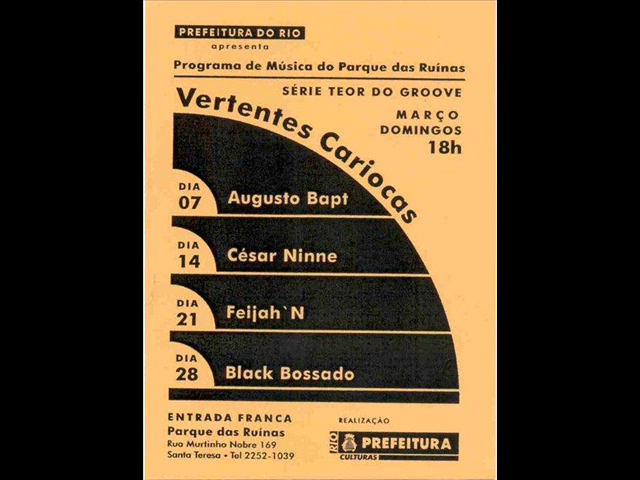 PREFEITURA DO RIO
apresenta
Programa de Música do Parque das Ruínas
SÉRIE TEOR DO GROOVE
Vertentes Cariocas
MARÇO
DOMINGOS
18h
DIA
07
Augusto Bapt
DIA
14
César Ninne
DIA
21
Feijah`N
DIA
28
Black Bossado
ENTRADA FRANCA
Parque das Ruínas
Rua Murtinho Nobre 169
Santa Teresa • Tel 2252-1039
REALIZAÇÃO
RIO
PREFEITURA
CULTURAS